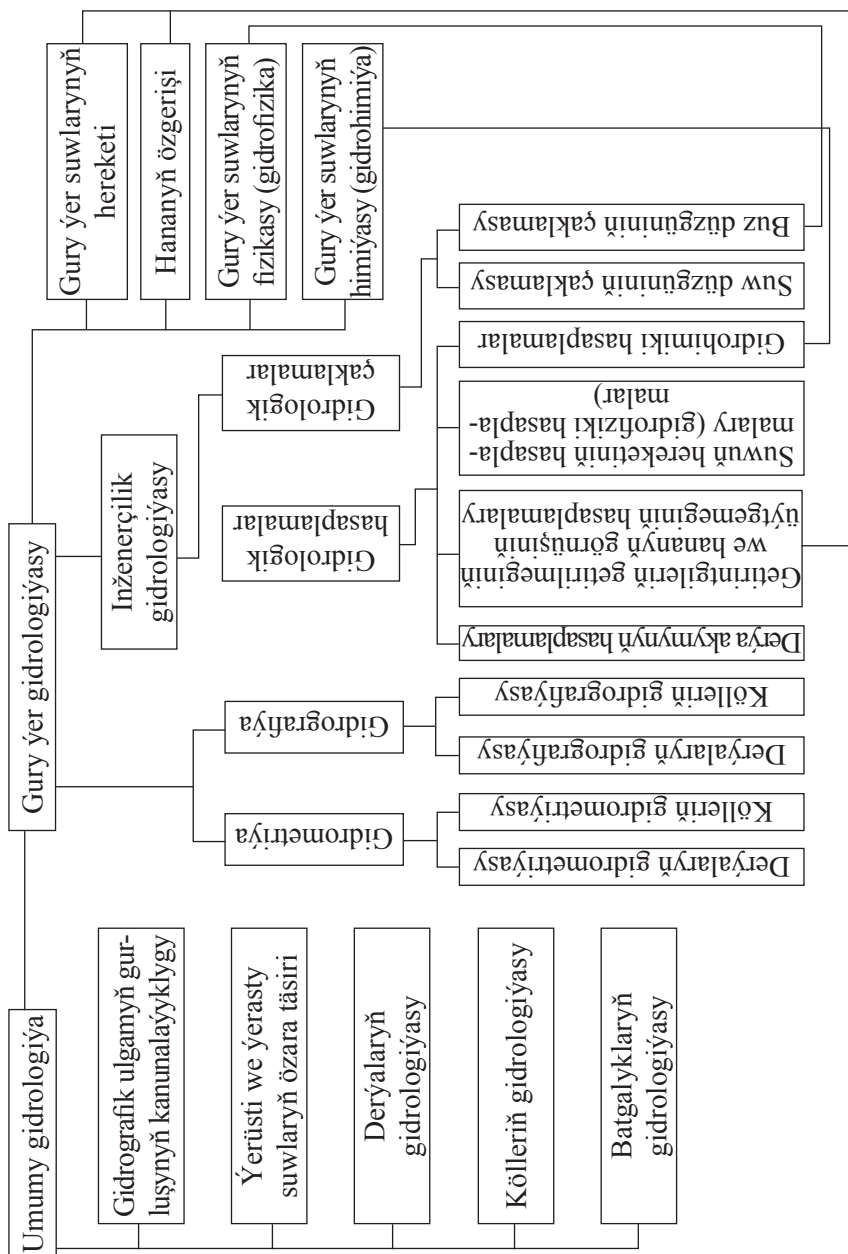 Umumy gidrologiýa
Gidrografik ulgamyň gur-
luşynyň kanunalaýyklygy
Ýerüsti we ýerasty
suwlaryň özara täsiri
Derýalaryň
gidrologiýasy
Kölleriň gidrologiýasy
Batgalyklaryň
gidrologiýasy
Gury ýer gidrologiýasy
Gidrometriýa
Derýalaryň gidrometriýasy
Kölleriň gidrometriýasy
Gidrografiýa
Derýalaryň gidrografiýasy
Kölleriň gidrografiýasy
Inženerçilik
gidrologiýasy
Gidrologik
hasaplamalar
Derýa akymynyň hasaplamalary
Getirintgileriň getirilmeginiň
we hananyň görnüşiniň
üýtgemeginiň hasaplamalary
Suwuň hereketiniň hasapla-
malary (gidrofiziki hasapla-
malar)
Gidrohimiki hasaplamalar
Gidrologik
çaklamalar
Suw düzgüniniň çaklamasy
Buz düzgüniniň çaklamasy
Gury ýer suwlarynyň
hereketi
Hananyň özgerişi
Gury ýer suwlarynyň
fizikasy (gidrofizika)
Gury ýer suwlarynyň
himiýasy (gidrohimiýa)